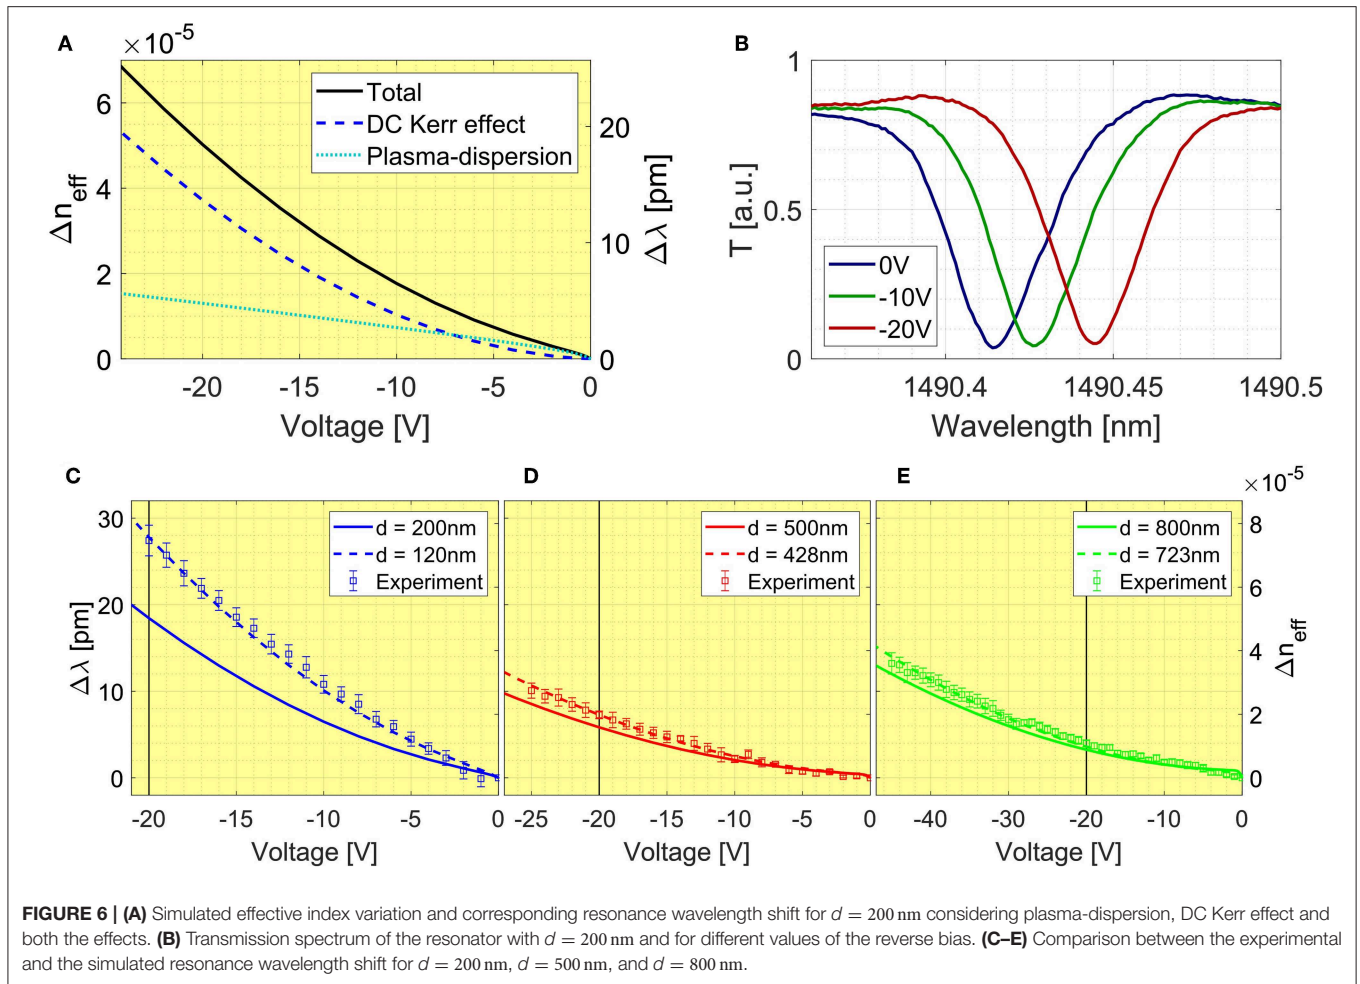 A
×10-5
6
4
2
0
Δneff
Total
DC Kerr effect
Plasma-dispersion
20
10
0
Δλ [pm]
-20 -15 -10 -5 0
Voltage [V]
B
1
0.5
0
T [a.u.]
0V
-10V
-20V
1490.4 1490.45 1490.5
Wavelength [nm]
C
30
20
10
0
Δλ [pm]
d = 200nm
d = 120nm
Experiment
-20 -15 -10 -5 0
Voltage [V]
D
d = 500nm
d = 428nm
Experiment
-25 -20 -15 -10 -5 0
Voltage [V]
E
×10-5
d = 800nm
d = 723nm
Experiment
8
6
4
2
0
Δneff
-40 -30 -20 -10 0
Voltage [V]
FIGURE 6 | (A) Simulated effective index variation and corresponding resonance wavelength shift for d = 200 nm considering plasma-dispersion, DC Kerr effect and
both the effects. (B) Transmission spectrum of the resonator with d = 200 nm and for different values of the reverse bias. (C–E) Comparison between the experimental
and the simulated resonance wavelength shift for d = 200 nm, d = 500 nm, and d = 800 nm.